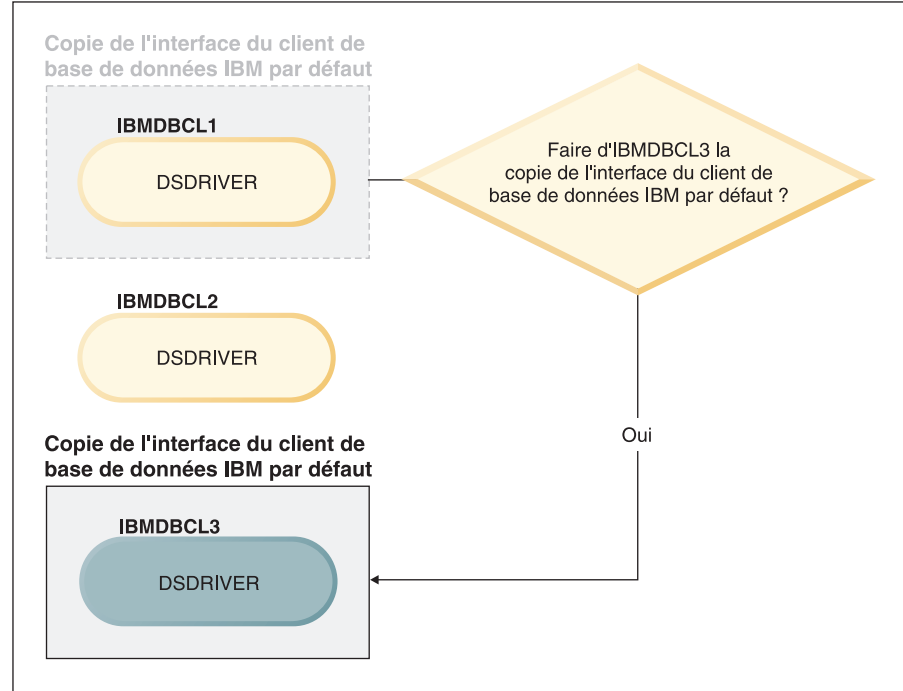 Copie de l'interface du client de
base de données IBM par défaut
IBMDBCL1
DSDRIVER
Faire d'IBMDBCL3 la
copie de l'interface du client de
base de données IBM par défaut ?
IBMDBCL2
DSDRIVER
Oui
Copie de l'interface du client de
base de données IBM par défaut
IBMDBCL3
DSDRIVER